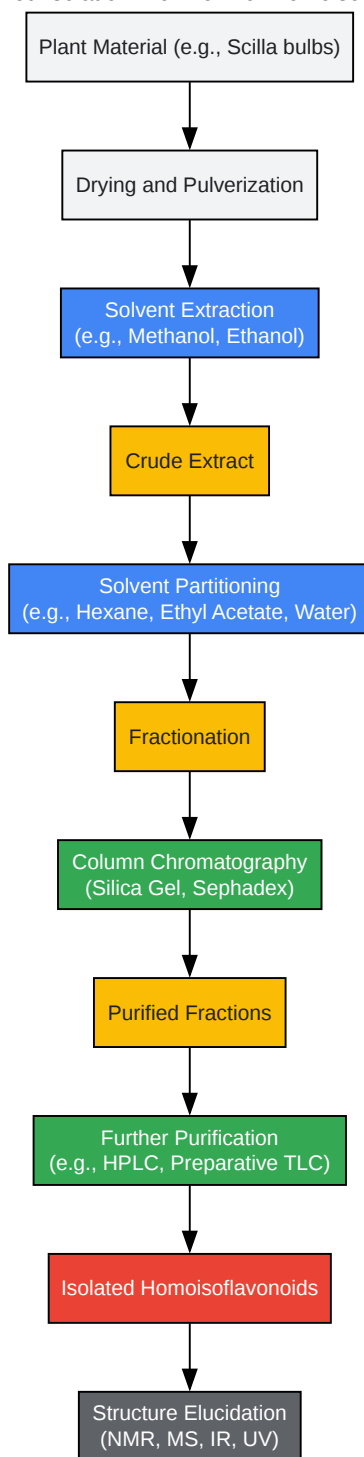 Plant Material (e.g., Scilla bulbs)
Drying and Pulverization
Solvent Extraction
(e.g., Methanol, Ethanol)
Crude Extract
Solvent Partitioning
(e.g., Hexane, Ethyl Acetate, Water)
Fractionation
Column Chromatography
(Silica Gel, Sephadex)
Purified Fractions
Further Purification
(e.g., HPLC, Preparative TLC)
Isolated Homoisoflavonoids
Structure Elucidation
(NMR, MS, IR, UV)